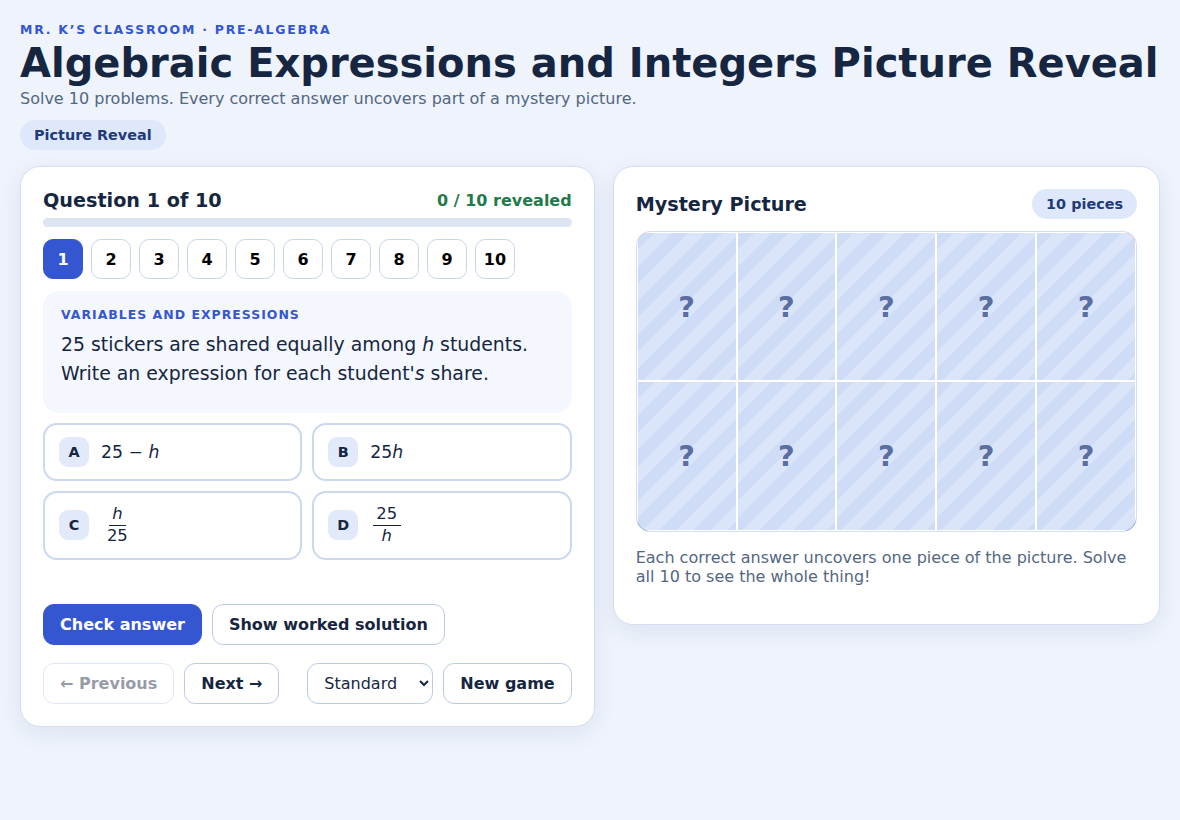 MR. K’S CLASSROOM · PRE-ALGEBRA
Algebraic Expressions and Integers Picture Reveal
Solve 10 problems. Every correct answer uncovers part of a mystery picture.
Picture Reveal
Question 1 of 10
0 / 10 revealed
1 2 3 4 5 6 7 8 9 10
VARIABLES AND EXPRESSIONS
25 stickers are shared equally among h students.
Write an expression for each student's share.
A 25 − h
B 25h
C h/25
D 25/h
Check answer
Show worked solution
← Previous
Next →
Standard
New game
Mystery Picture
10 pieces
? ? ? ? ?
? ? ? ? ?
Each correct answer uncovers one piece of the picture. Solve
all 10 to see the whole thing!